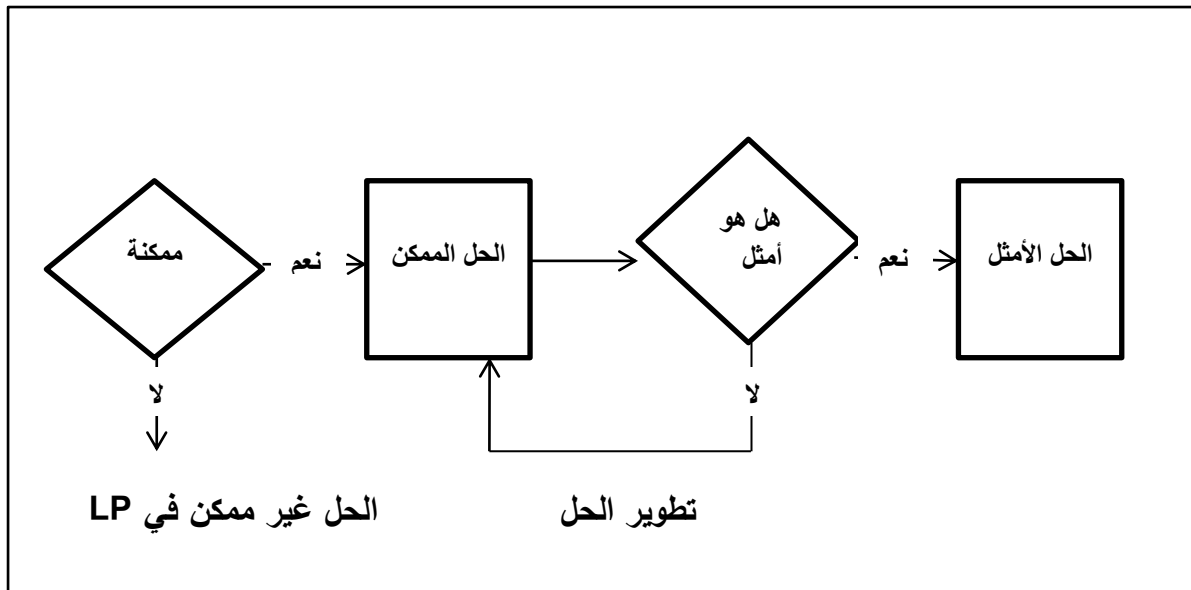 ممكنة
نعم
الحل الممكن
هل هو
أمثل
نعم
الحل الأمثل
لا
لا
الحل غير ممكن في LP
تطوير الحل